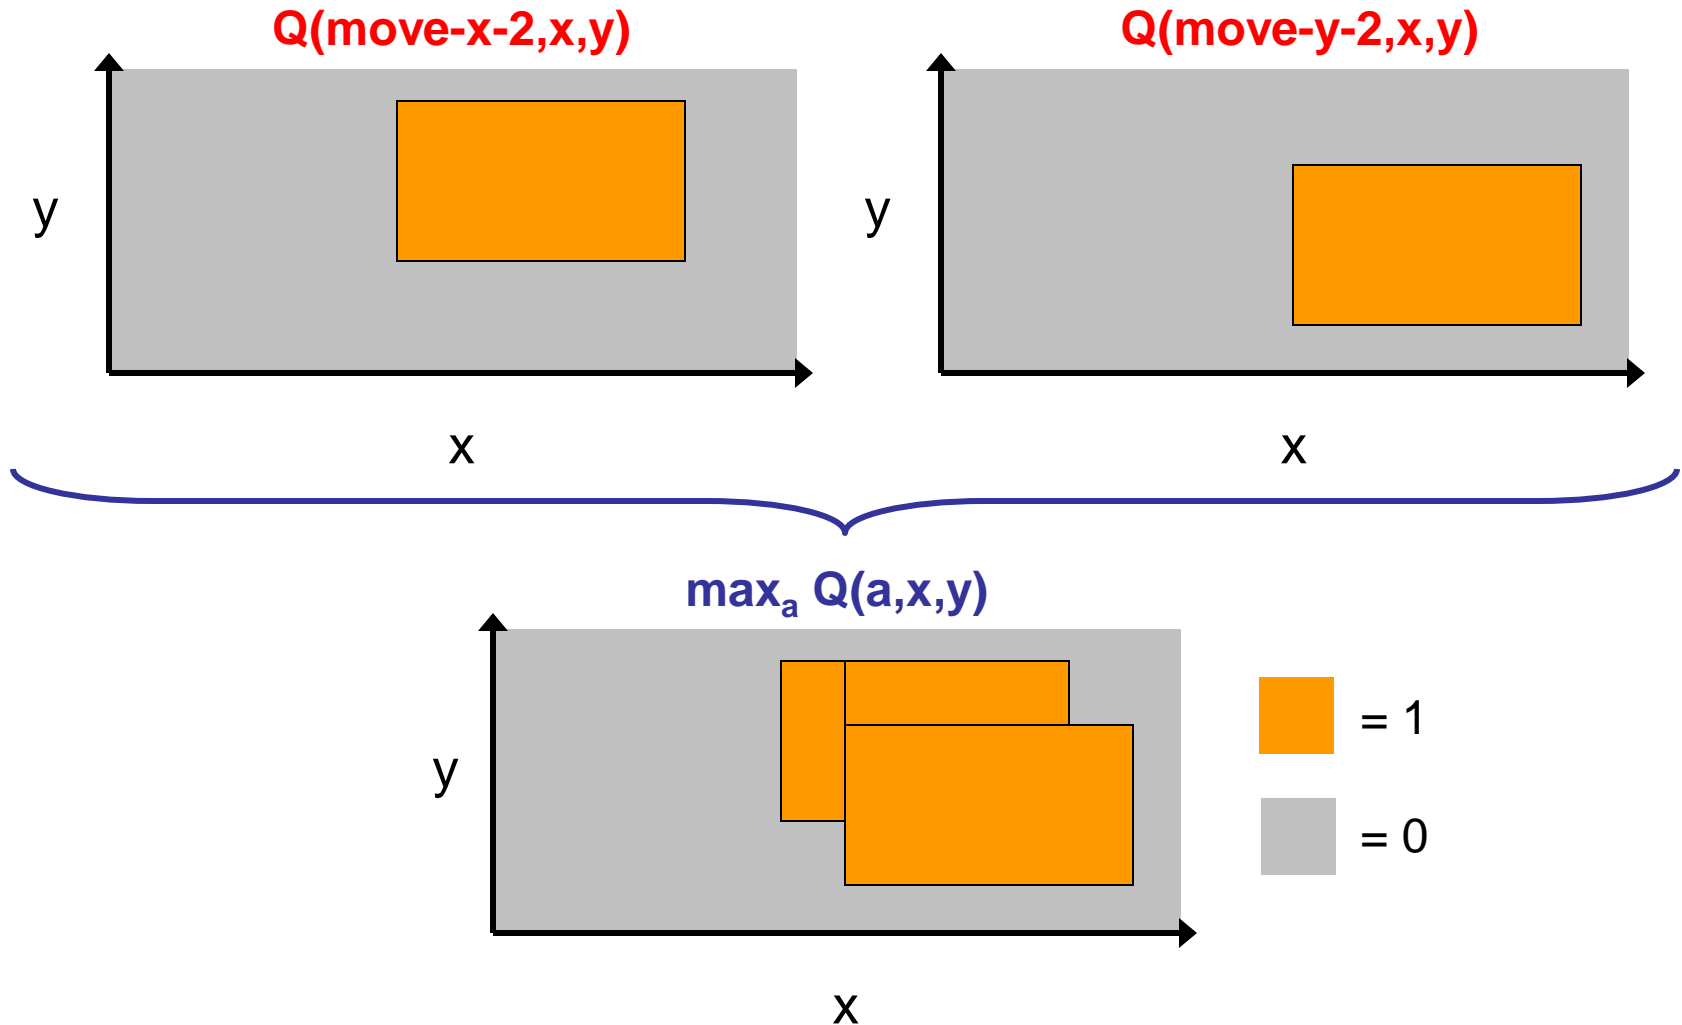 Q(move-x-2,x,y)
Q(move-y-2,x,y)
y
y
x
x
maxa Q(a,x,y)
y
= 1
= 0
x